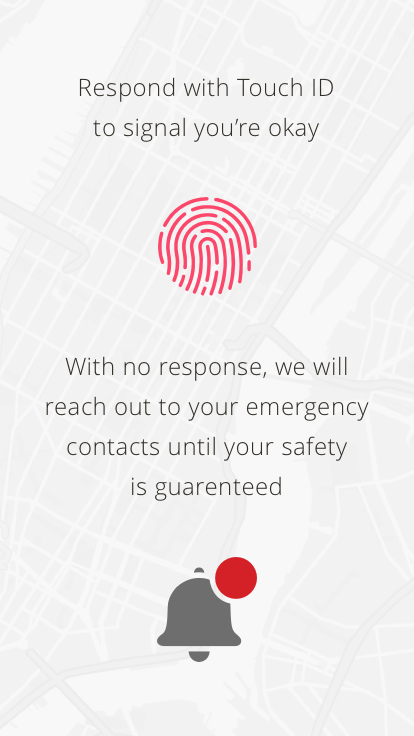 Respond with Touch ID
to signal you’re okay
With no response, we will
reach out to your emergency
contacts until your safety
is guarenteed